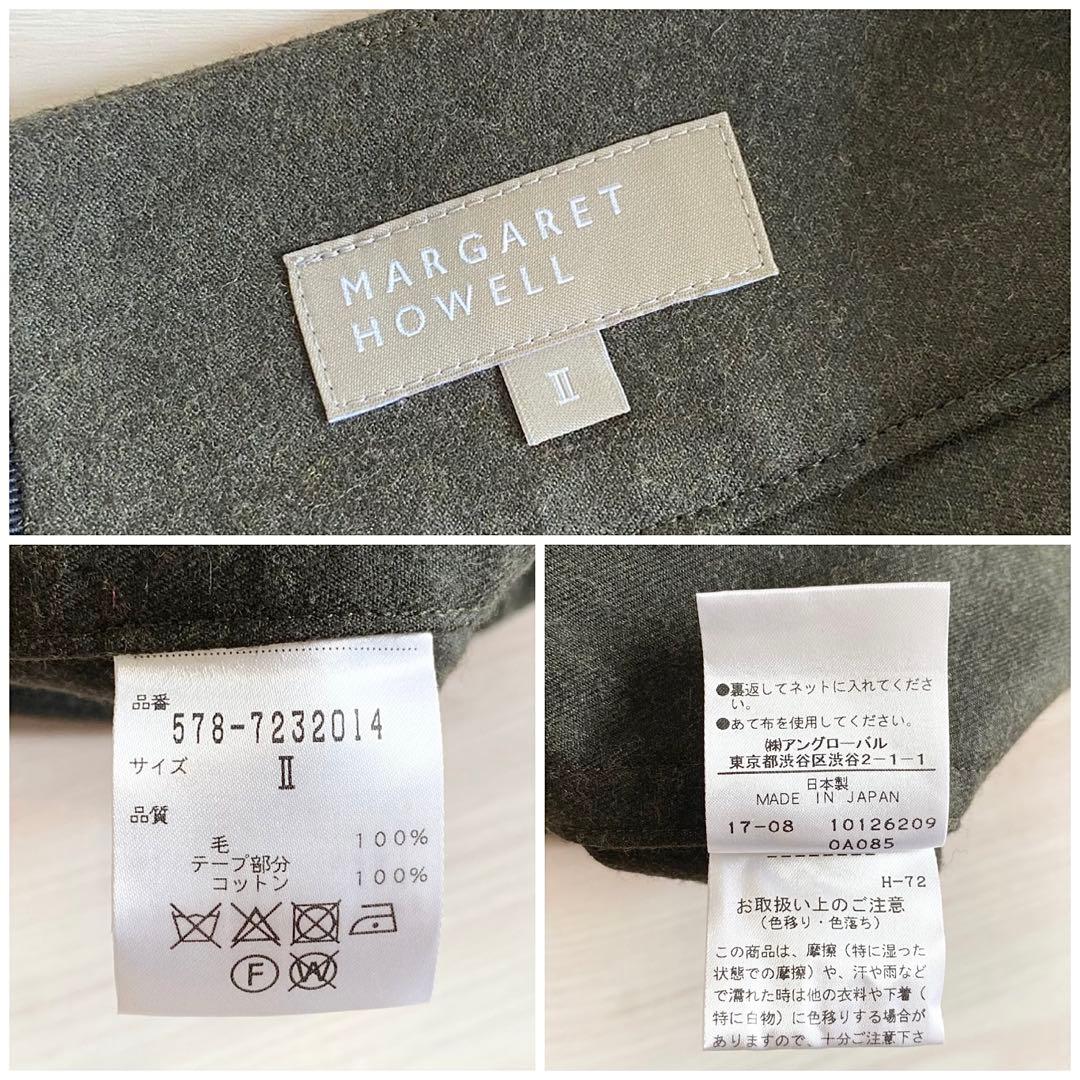 MARGARET
HOWELL
Ⅱ
品番
578-7232014
サイズ
Ⅱ
品質
毛 100%
テープ部分
コットン 100%
F W
●裏返してネットに入れてくださ
い。
●あて布を使用してください。
㈱アングローバル
東京都渋谷区渋谷2-1-1
日本製
MADE IN JAPAN
17-08 10126209
0A085
H-72
お取扱い上のご注意
(色移り・色落ち)
この商品は、摩擦(特に湿った
状態での摩擦)や、汗や雨など
で濡れた時は他の衣料や下着(
特に白物)に色移りする場合が
ありますので、十分ご注意下さ